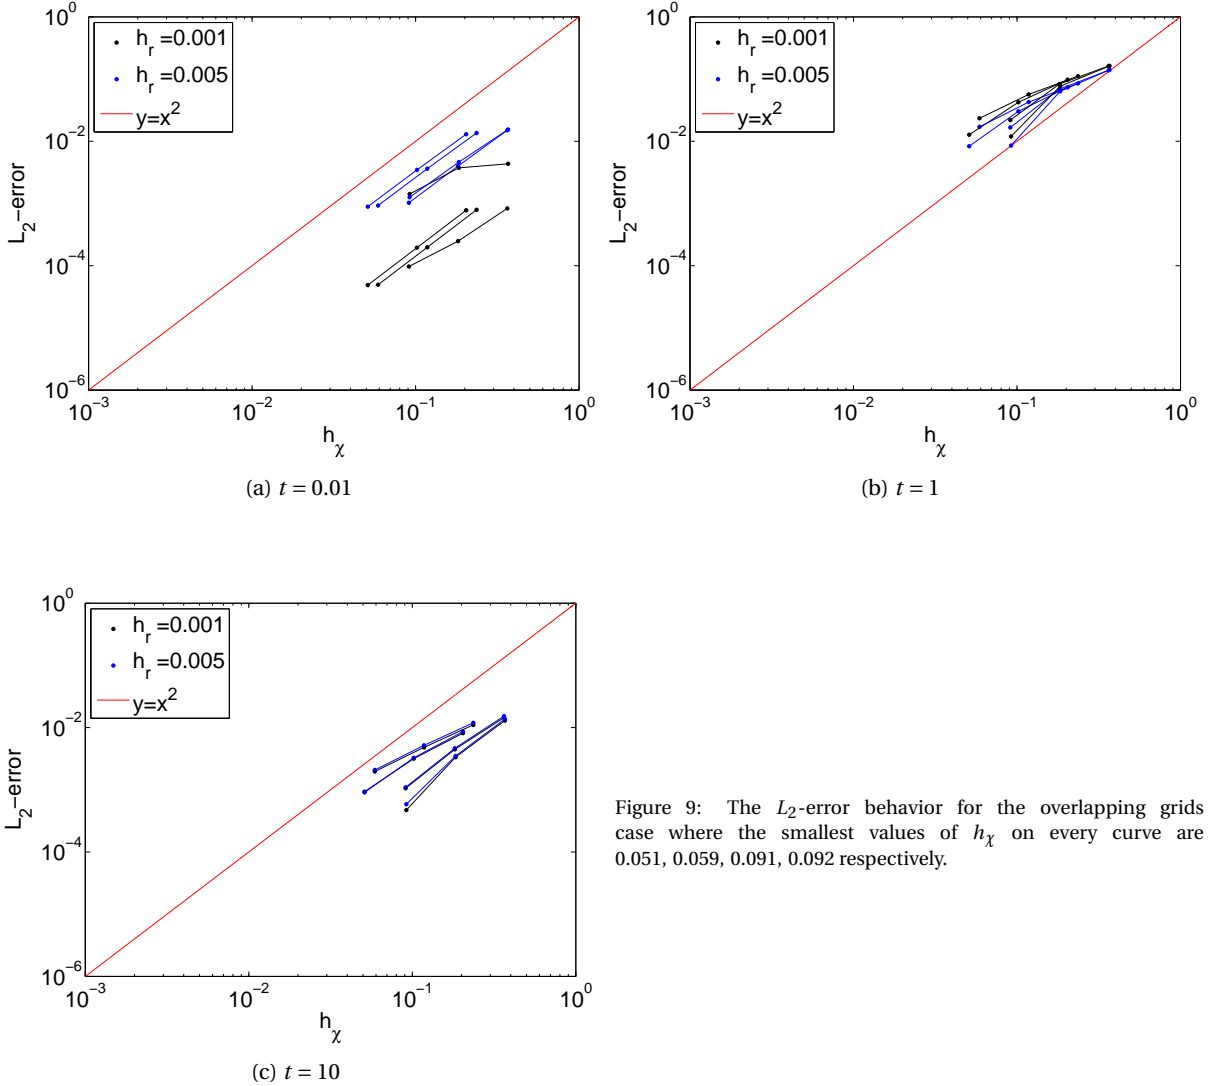 10^0
10^-2
10^-4
10^-6
10^-3
10^-2
10^-1
10^0
L_2-error
h_χ
h_r=0.001
h_r=0.005
y=x^2
(a) t = 0.01
10^0
10^-2
10^-4
10^-6
10^-3
10^-2
10^-1
10^0
L_2-error
h_χ
h_r=0.001
h_r=0.005
y=x^2
(b) t = 1
10^0
10^-2
10^-4
10^-6
10^-3
10^-2
10^-1
10^0
L_2-error
h_χ
h_r=0.001
h_r=0.005
y=x^2
(c) t = 10
Figure 9: The L_2-error behavior for the overlapping grids
case where the smallest values of h_χ on every curve are
0.051, 0.059, 0.091, 0.092 respectively.